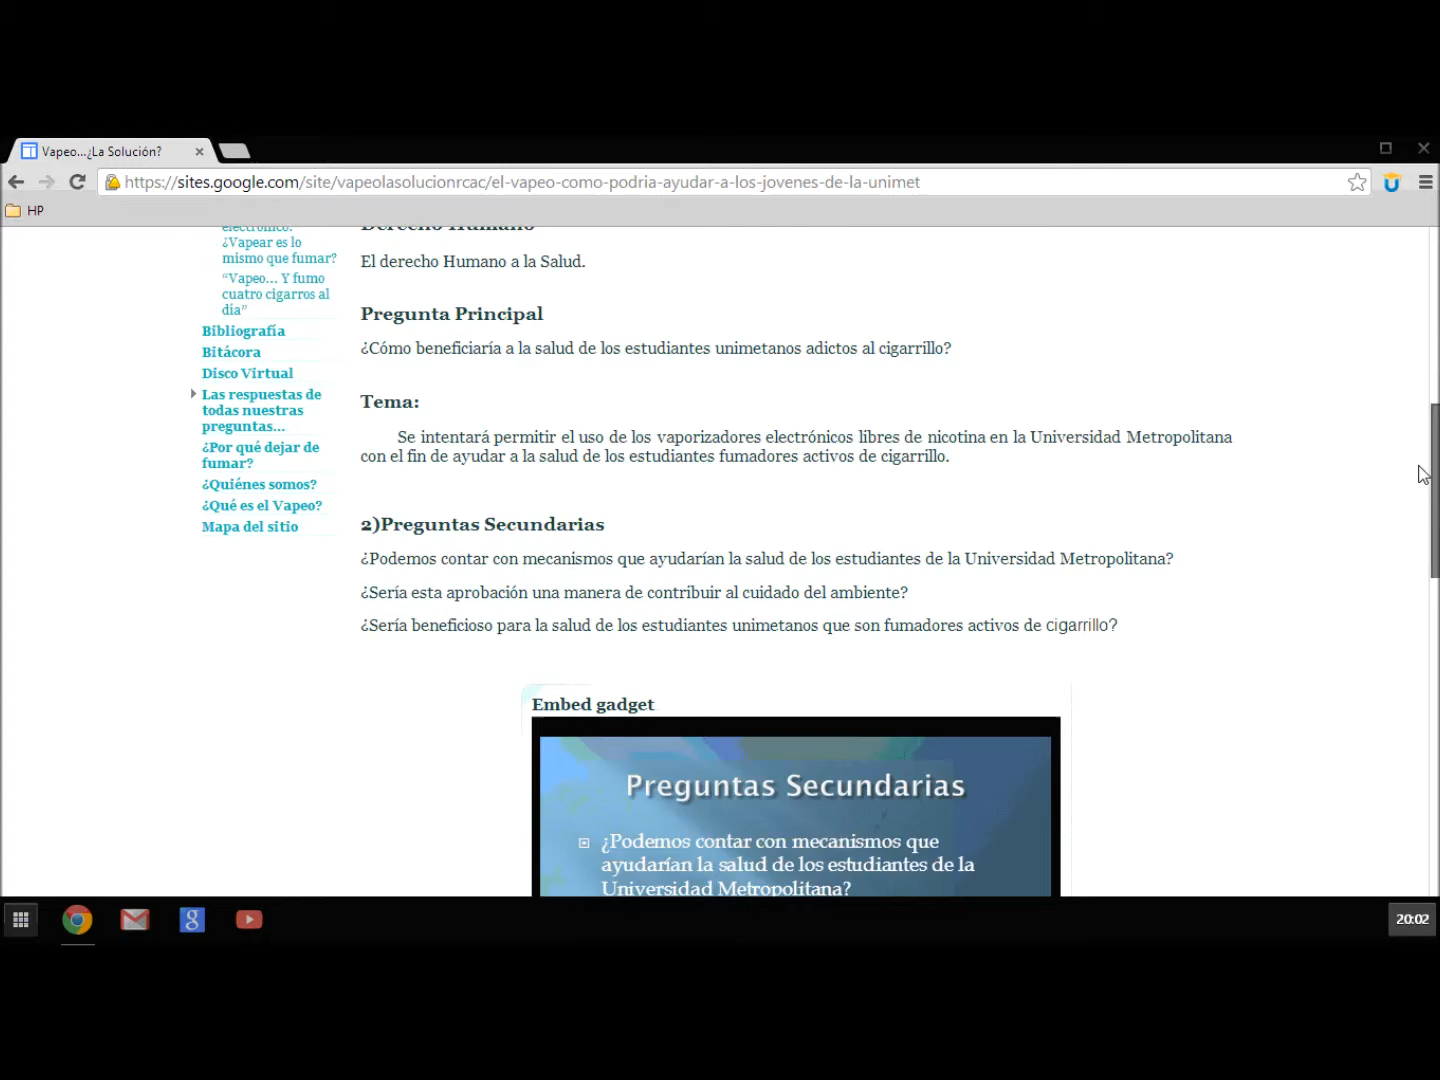 Vapeo...¿La Solución?
https://sites.google.com/site/vapeolasolucionrcac/el-vapeo-como-podria-ayudar-a-los-jovenes-de-la-unimet
HP
electrónico.
¿Vapear es lo
mismo que fumar?
“Vapeo... Y fumo
cuatro cigarros al
día”
Bibliografía
Bitácora
Disco Virtual
Las respuestas de
todas nuestras
preguntas...
¿Por qué dejar de
fumar?
¿Quiénes somos?
¿Qué es el Vapeo?
Mapa del sitio
Derecho Humano
El derecho Humano a la Salud.
Pregunta Principal
¿Cómo beneficiaría a la salud de los estudiantes unimetanos adictos al cigarrillo?
Tema:
Se intentará permitir el uso de los vaporizadores electrónicos libres de nicotina en la Universidad Metropolitana
con el fin de ayudar a la salud de los estudiantes fumadores activos de cigarrillo.
2)Preguntas Secundarias
¿Podemos contar con mecanismos que ayudarían la salud de los estudiantes de la Universidad Metropolitana?
¿Sería esta aprobación una manera de contribuir al cuidado del ambiente?
¿Sería beneficioso para la salud de los estudiantes unimetanos que son fumadores activos de cigarrillo?
Embed gadget
Preguntas Secundarias
¿Podemos contar con mecanismos que
ayudarían la salud de los estudiantes de la
Universidad Metropolitana?
20:02